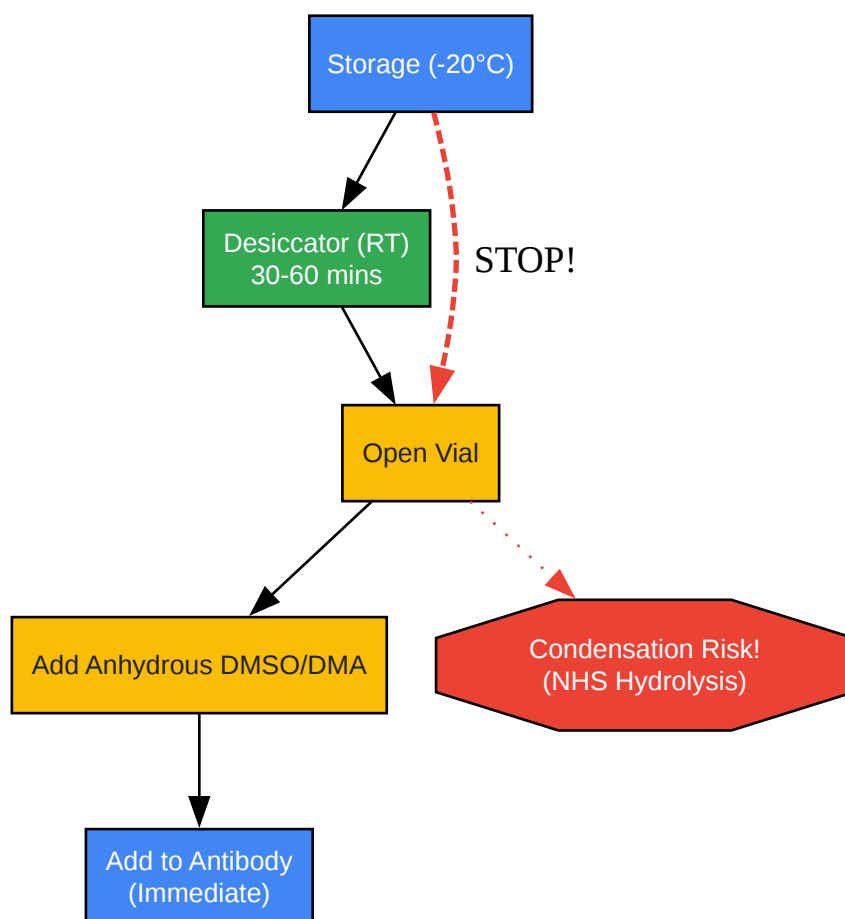 Storage (-20°C)
Desiccator (RT)
30-60 mins
STOP!
Open Vial
Add Anhydrous DMSO/DMA
Condensation Risk!
(NHS Hydrolysis)
Add to Antibody
(Immediate)